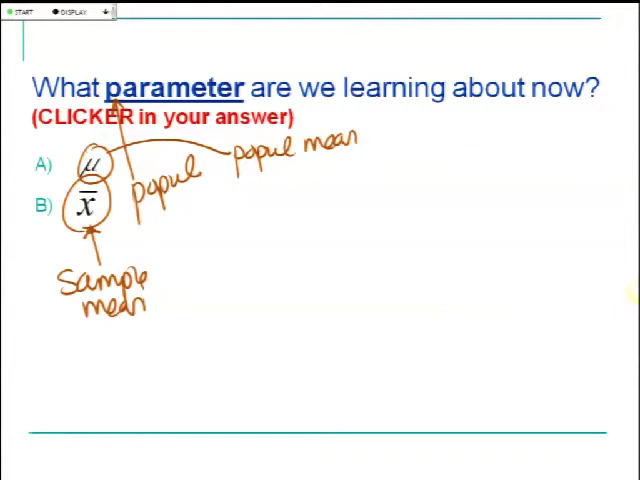 START DISPLAY
What parameter are we learning about now?
(CLICKER in your answer)
A) μ popul mean
popul
B) x̅
Sample
mean